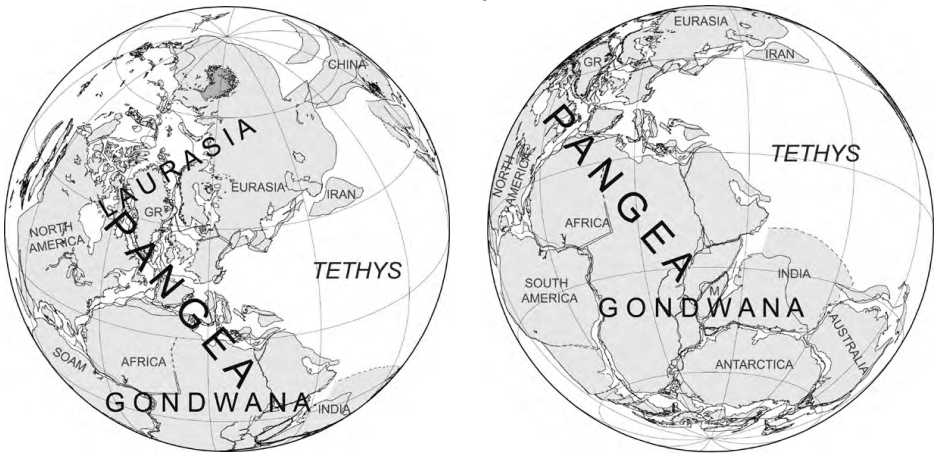 CHINA
LAURASIA
EURASIA
IRAN
GR
NORTH
AMERICA
PANGEA
TETHYS
SOAM
AFRICA
GONDWANA
INDIA
EURASIA
GR
IRAN
PANGEA
TETHYS
NORTH
AMERICA
AFRICA
SOUTH
AMERICA
INDIA
M
GONDWANA
AUSTRALIA
ANTARCTICA